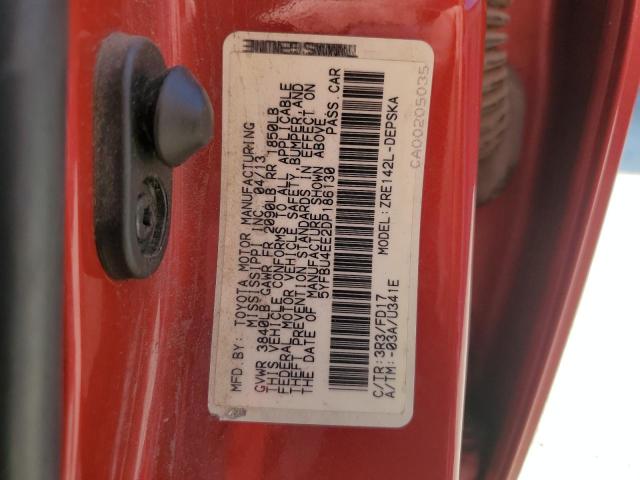 MFD. BY: TOYOTA MOTOR MANUFACTURING
MISSISSIPPI INC. 04/13
GVWR 3840LB GAWR FR 2090LB RR 1850LB
THIS VEHICLE CONFORMS TO ALL APPLICABLE
FEDERAL MOTOR VEHICLE SAFETY, BUMPER, AND
THEFT PREVENTION STANDARDS IN EFFECT ON
THE DATE OF MANUFACTURE SHOWN ABOVE.
5YFBU4EE2DP186130 PASS. CAR
MODEL: ZRE142L-DEPSKA
C/TR: 3R3/FD17
A/TM: -03A/U341E
CA00205035